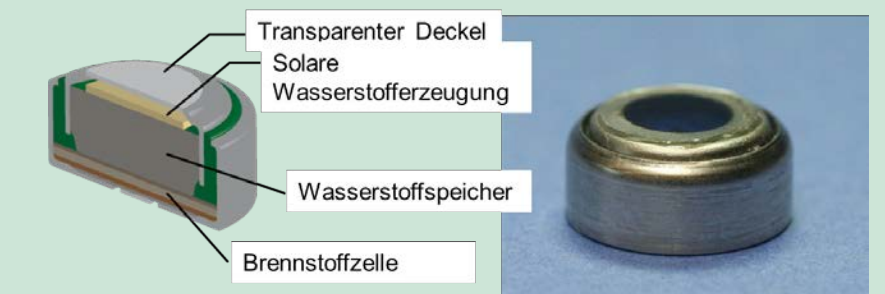 Transparenter Deckel
Solare
Wasserstofferzeugung
Wasserstoffspeicher
Brennstoffzelle